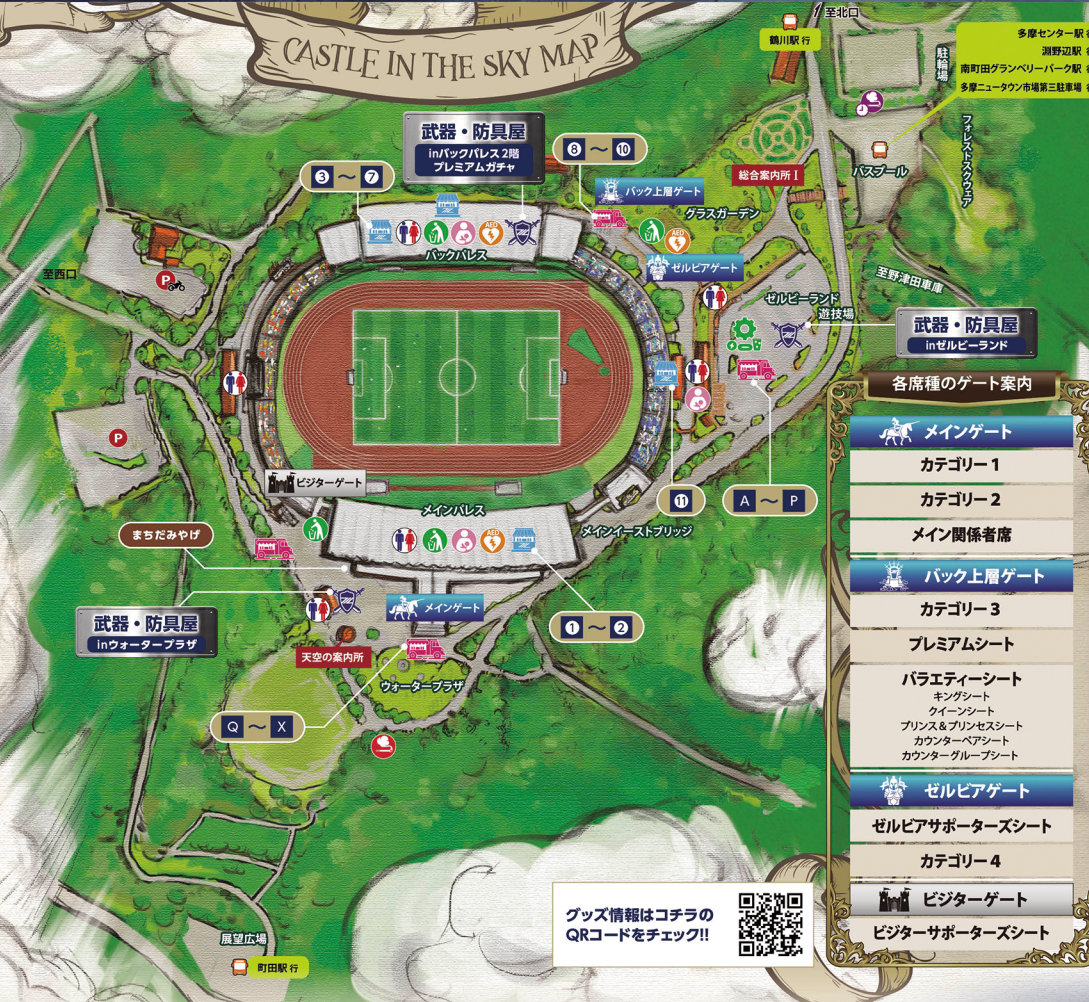 CASTLE IN THE SKY MAP
至北口
鶴川駅 行
駐輪場
多摩センター駅
淵野辺駅
南町田グランベリーパーク駅
多摩ニュータウン市場第三駐車場
フォレストスクウェア
バスプール
武器・防具屋
inバックパレス2階
プレミアムガチャ
3 〜 7
8 〜 10
バック上層ゲート
総合案内所 I
グラスガーデン
AED
AED
バックパレス
ゼルビアゲート
至西口
P
至野津田車庫
ゼルビーランド
遊技場
武器・防具屋
inゼルビーランド
P
ビジターゲート
11
A 〜 P
メインパレス
メインイーストブリッジ
AED
まちだみやげ
武器・防具屋
inウォータープラザ
メインゲート
1 〜 2
天空の案内所
ウォータープラザ
Q 〜 X
展望広場
町田駅 行
グッズ情報はコチラの
QRコードをチェック!!
各席種のゲート案内
メインゲート
カテゴリー 1
カテゴリー 2
メイン関係者席
バック上層ゲート
カテゴリー 3
プレミアムシート
バラエティーシート
キングシート
クイーンシート
プリンス＆プリンセスシート
カウンターペアシート
カウンターグループシート
ゼルビアゲート
ゼルビアサポーターズシート
カテゴリー 4
ビジターゲート
ビジターサポーターズシート